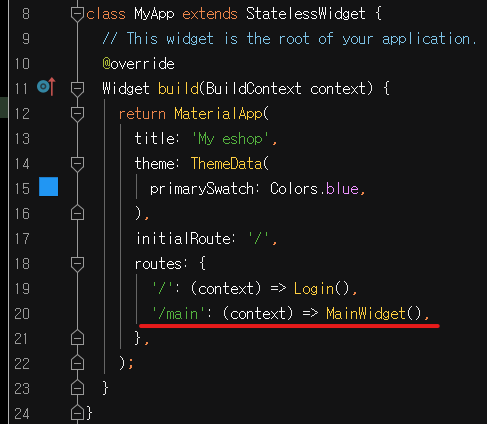 8 class MyApp extends StatelessWidget {
9 // This widget is the root of your application.
10 @override
11 Widget build(BuildContext context) {
12 return MaterialApp(
13 title: 'My eshop',
14 theme: ThemeData(
15 primarySwatch: Colors.blue,
16 ),
17 initialRoute: '/',
18 routes: {
19 '/': (context) => Login(),
20 '/main': (context) => MainWidget(),
21 },
22 );
23 }
24 }